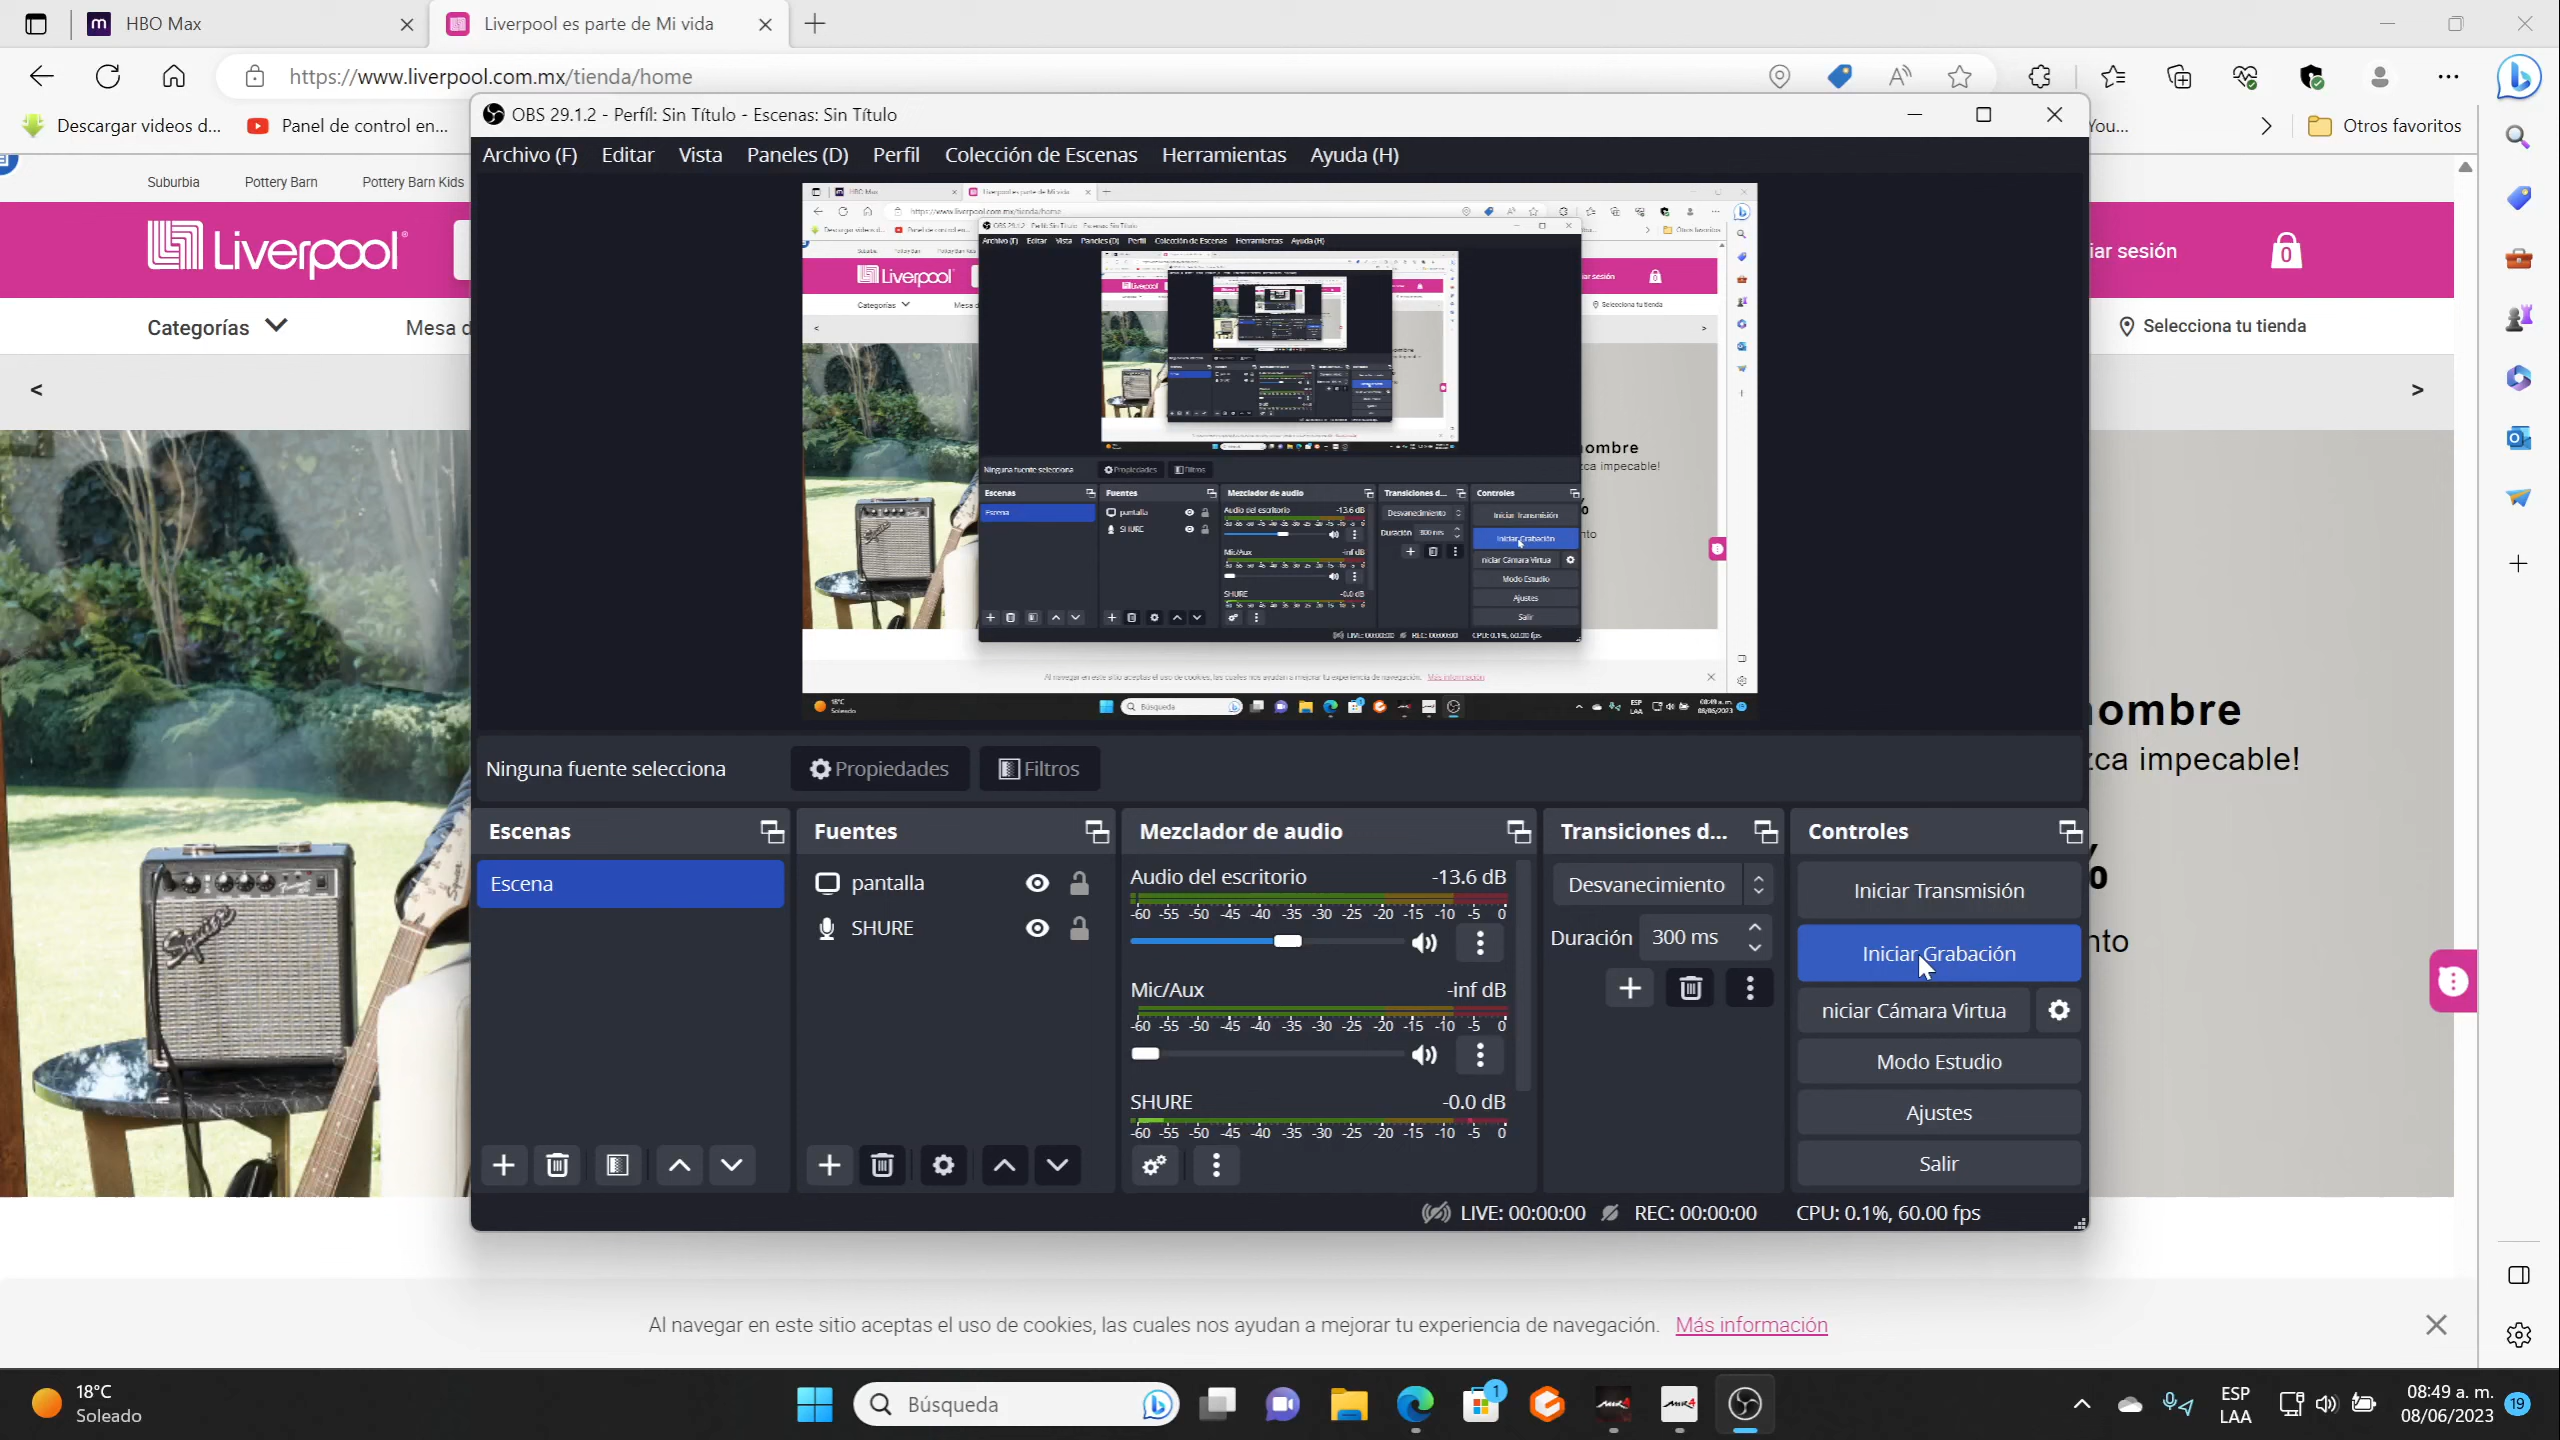 HBO Max
Liverpool es parte de Mi vida
https://www.liverpool.com.mx/tienda/home
Descargar videos d...
Panel de control en...
You...
Otros favoritos
OBS 29.1.2 - Perfíl: Sin Título - Escenas: Sin Título
Archivo (F) Editar Vista Paneles (D) Perfil Colección de Escenas Herramientas Ayuda (H)
Suburbia Pottery Barn Pottery Barn Kids
Liverpool
iar sesión
0
Categorías
Mesa d
Selecciona tu tienda
<
>
ombre
zca impecable!
%
nto
Ninguna fuente selecciona
Propiedades
Filtros
Escenas
Escena
Fuentes
pantalla
SHURE
Mezclador de audio
Audio del escritorio -13.6 dB
-60 -55 -50 -45 -40 -35 -30 -25 -20 -15 -10 -5 0
Mic/Aux -inf dB
-60 -55 -50 -45 -40 -35 -30 -25 -20 -15 -10 -5 0
SHURE -0.0 dB
-60 -55 -50 -45 -40 -35 -30 -25 -20 -15 -10 -5 0
Transiciones d...
Desvanecimiento
Duración 300 ms
Controles
Iniciar Transmisión
Iniciar Grabación
niciar Cámara Virtua
Modo Estudio
Ajustes
Salir
LIVE: 00:00:00 REC: 00:00:00 CPU: 0.1%, 60.00 fps
Al navegar en este sitio aceptas el uso de cookies, las cuales nos ayudan a mejorar tu experiencia de navegación. Más información
18°C
Soleado
Búsqueda
1
ESP
LAA
08:49 a. m.
08/06/2023
19